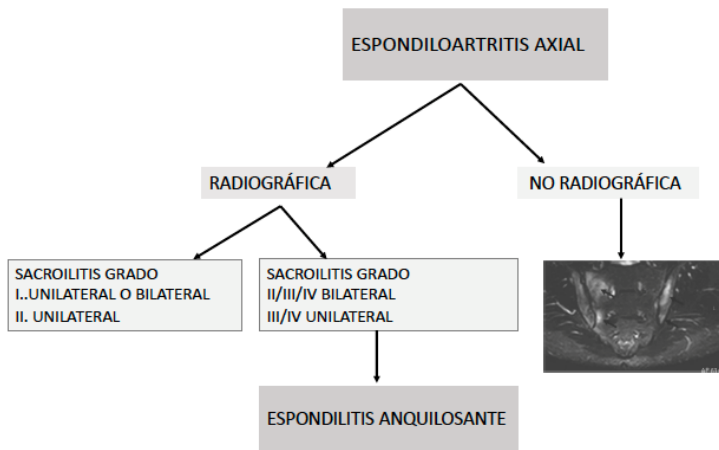 ESPONDILOARTRITIS AXIAL
RADIOGRÁFICA
NO RADIOGRÁFICA
SACROILITIS GRADO
I..UNILATERAL O BILATERAL
II. UNILATERAL
SACROILITIS GRADO
II/III/IV BILATERAL
III/IV UNILATERAL
ESPONDILITIS ANQUILOSANTE